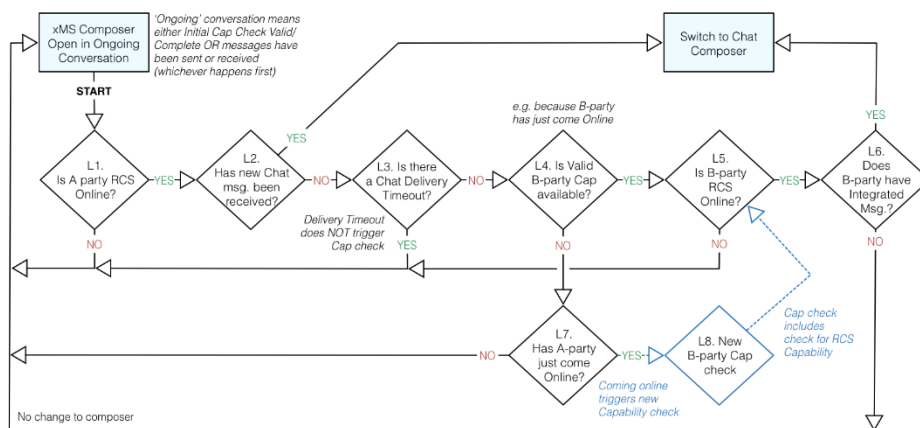 xMS Composer
Open in Ongoing
Conversation
'Ongoing' conversation means
either Initial Cap Check Valid/
Complete OR messages have
been sent or received
(whichever happens first)
Switch to Chat
Composer
START
YES
e.g. because B-party
has just come Online
YES
L1.
Is A party RCS
Online?
YES
L2.
Has new Chat
msg. been
received?
NO
L3. Is there
a Chat Delivery
Timeout?
NO
L4. Is Valid
B-party Cap
available?
YES
L5.
Is B-party
RCS
Online?
YES
L6.
Does
B-party have
Integrated
Msg.?
NO
Delivery Timeout
does NOT trigger
Cap check
YES
NO
NO
NO
L7.
Has A-party
just come
Online?
NO
YES
L8. New
B-party Cap
check
Cap check
includes
check for RCS
Capability
Coming online
triggers new
Capability check
No change to composer